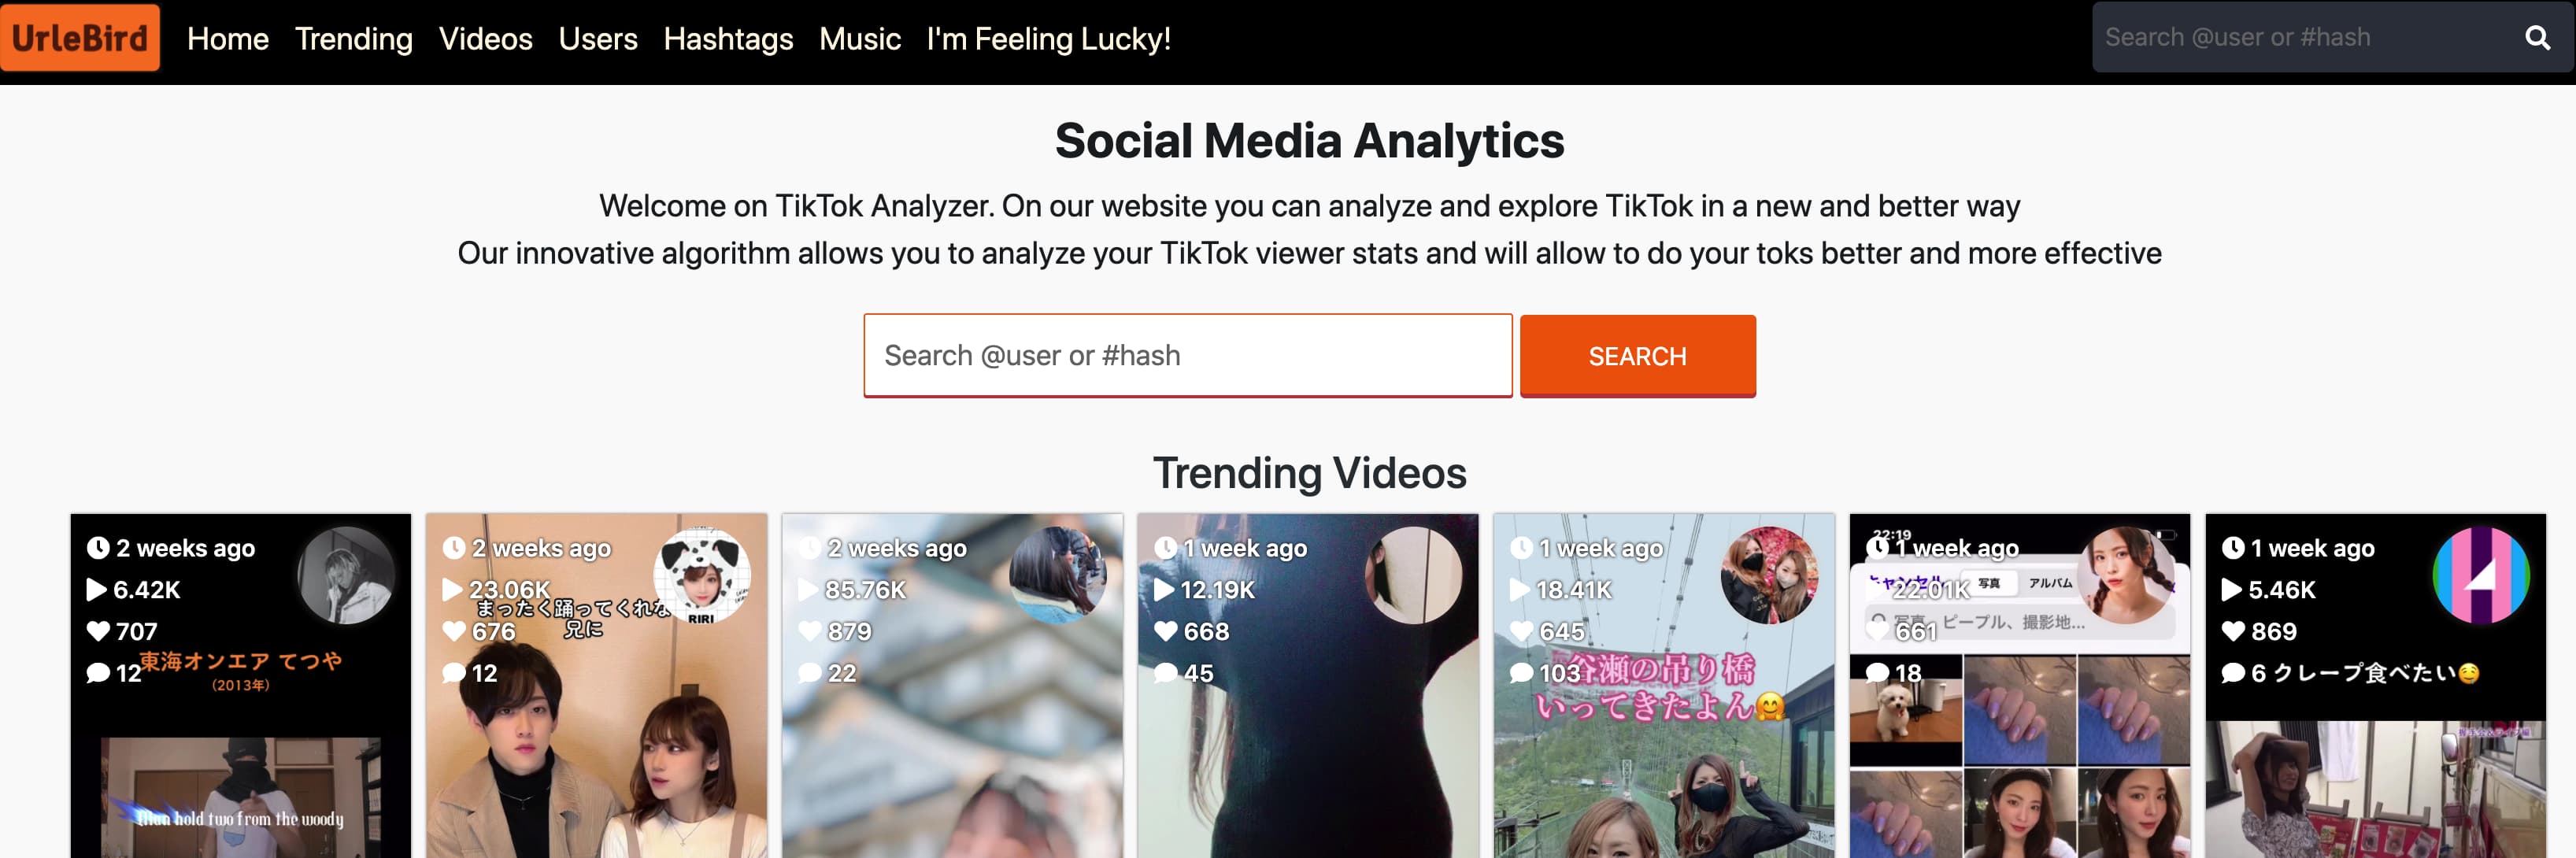 UrleBird
Home Trending Videos Users Hashtags Music I'm Feeling Lucky!
Search @user or #hash
Social Media Analytics
Welcome on TikTok Analyzer. On our website you can analyze and explore TikTok in a new and better way
Our innovative algorithm allows you to analyze your TikTok viewer stats and will allow to do your toks better and more effective
Search @user or #hash
SEARCH
Trending Videos
2 weeks ago
6.42K
707
12
東海オンエア てつや
(2013年)
hold two from the woody
2 weeks ago
23.06K
まったく踊ってくれな
兄に
676
12
RIRI
2 weeks ago
85.76K
879
22
1 week ago
12.19K
668
45
1 week ago
18.41K
645
103
谷瀬の吊り橋
いってきたよん🤗
22:19
1 week ago
キャンセル 写真 アルバム
22.01K
写真、ピープル、撮影地...
661
18
1 week ago
5.46K
869
6
クレープ食べたい😋